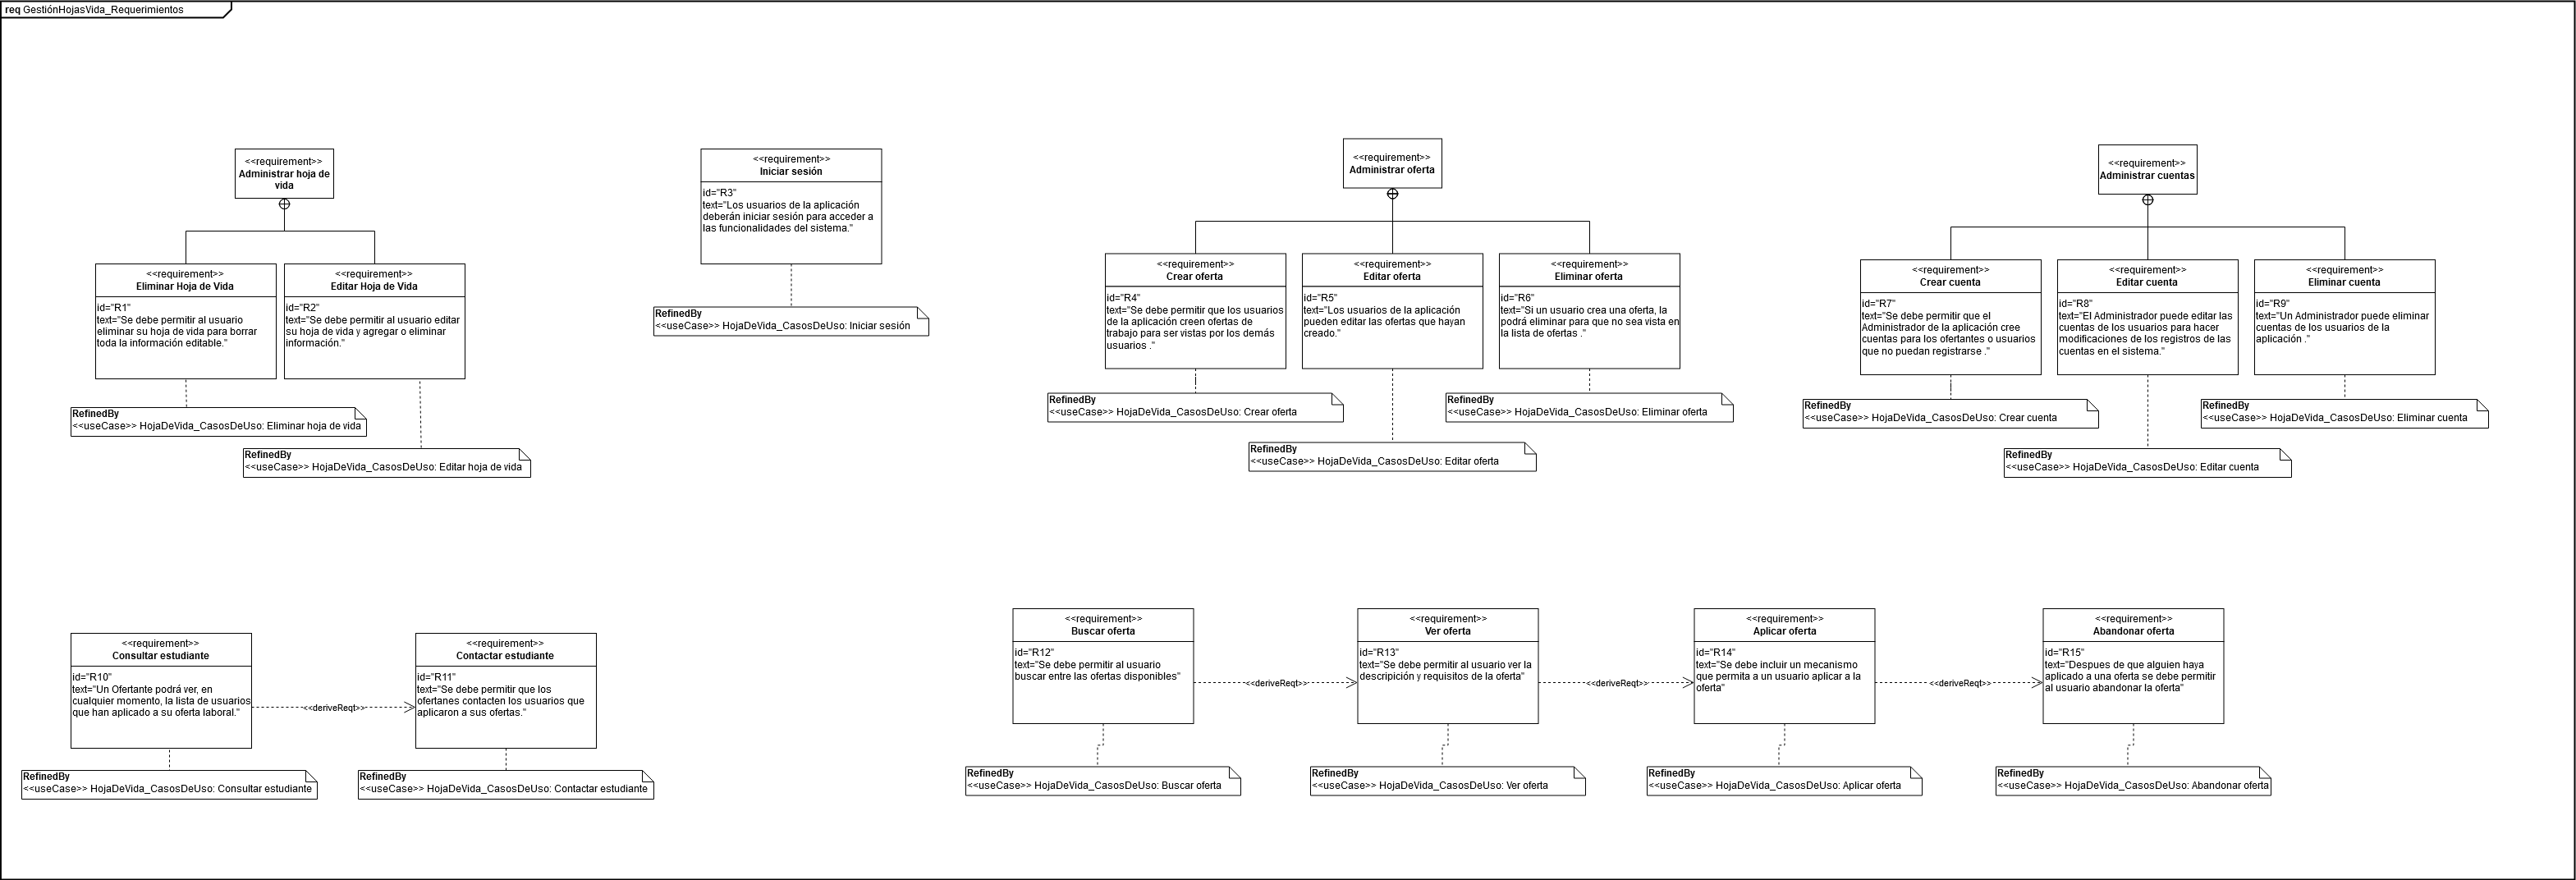 req GestiónHojasVida_Requerimientos
<<requirement>>
Administrar hoja de
vida
<<requirement>>
Eliminar Hoja de Vida
id="R1"
text="Se debe permitir al usuario
eliminar su hoja de vida para borrar
toda la información editable."
RefinedBy
<<useCase>> HojaDeVida_CasosDeUso: Eliminar hoja de vida
<<requirement>>
Editar Hoja de Vida
id="R2"
text="Se debe permitir al usuario editar
su hoja de vida y agregar o eliminar
información."
RefinedBy
<<useCase>> HojaDeVida_CasosDeUso: Editar hoja de vida
<<requirement>>
Iniciar sesión
id="R3"
text="Los usuarios de la aplicación
deberán iniciar sesión para acceder a
las funcionalidades del sistema."
RefinedBy
<<useCase>> HojaDeVida_CasosDeUso: Iniciar sesión
<<requirement>>
Administrar oferta
<<requirement>>
Crear oferta
id="R4"
text="Se debe permitir que los usuarios
de la aplicación creen ofertas de
trabajo para ser vistas por los demás
usuarios ."
RefinedBy
<<useCase>> HojaDeVida_CasosDeUso: Crear oferta
<<requirement>>
Editar oferta
id="R5"
text="Los usuarios de la aplicación
pueden editar las ofertas que hayan
creado."
RefinedBy
<<useCase>> HojaDeVida_CasosDeUso: Editar oferta
<<requirement>>
Eliminar oferta
id="R6"
text="Si un usuario crea una oferta, la
podrá eliminar para que no sea vista en
la lista de ofertas ."
RefinedBy
<<useCase>> HojaDeVida_CasosDeUso: Eliminar oferta
<<requirement>>
Administrar cuentas
<<requirement>>
Crear cuenta
id="R7"
text="Se debe permitir que el
Administrador de la aplicación cree
cuentas para los ofertantes o usuarios
que no puedan registrarse ."
RefinedBy
<<useCase>> HojaDeVida_CasosDeUso: Crear cuenta
<<requirement>>
Editar cuenta
id="R8"
text="El Administrador puede editar las
cuentas de los usuarios para hacer
modificaciones de los registros de las
cuentas en el sistema."
RefinedBy
<<useCase>> HojaDeVida_CasosDeUso: Editar cuenta
<<requirement>>
Eliminar cuenta
id="R9"
text="Un Administrador puede eliminar
cuentas de los usuarios de la
aplicación ."
RefinedBy
<<useCase>> HojaDeVida_CasosDeUso: Eliminar cuenta
<<requirement>>
Consultar estudiante
id="R10"
text="Un Ofertante podrá ver, en
cualquier momento, la lista de usuarios
que han aplicado a su oferta laboral."
<<deriveReqt>>
RefinedBy
<<useCase>> HojaDeVida_CasosDeUso: Consultar estudiante
<<requirement>>
Contactar estudiante
id="R11"
text="Se debe permitir que los
ofertanes contacten los usuarios que
aplicaron a sus ofertas."
RefinedBy
<<useCase>> HojaDeVida_CasosDeUso: Contactar estudiante
<<requirement>>
Buscar oferta
id="R12"
text="Se debe permitir al usuario
buscar entre las ofertas disponibles"
<<deriveReqt>>
RefinedBy
<<useCase>> HojaDeVida_CasosDeUso: Buscar oferta
<<requirement>>
Ver oferta
id="R13"
text="Se debe permitir al usuario ver la
descripición y requisitos de la oferta"
<<deriveReqt>>
RefinedBy
<<useCase>> HojaDeVida_CasosDeUso: Ver oferta
<<requirement>>
Aplicar oferta
id="R14"
text="Se debe incluir un mecanismo
que permita a un usuario aplicar a la
oferta"
<<deriveReqt>>
RefinedBy
<<useCase>> HojaDeVida_CasosDeUso: Aplicar oferta
<<requirement>>
Abandonar oferta
id="R15"
text="Despues de que alguien haya
aplicado a una oferta se debe permitir
al usuario abandonar la oferta"
RefinedBy
<<useCase>> HojaDeVida_CasosDeUso: Abandonar oferta